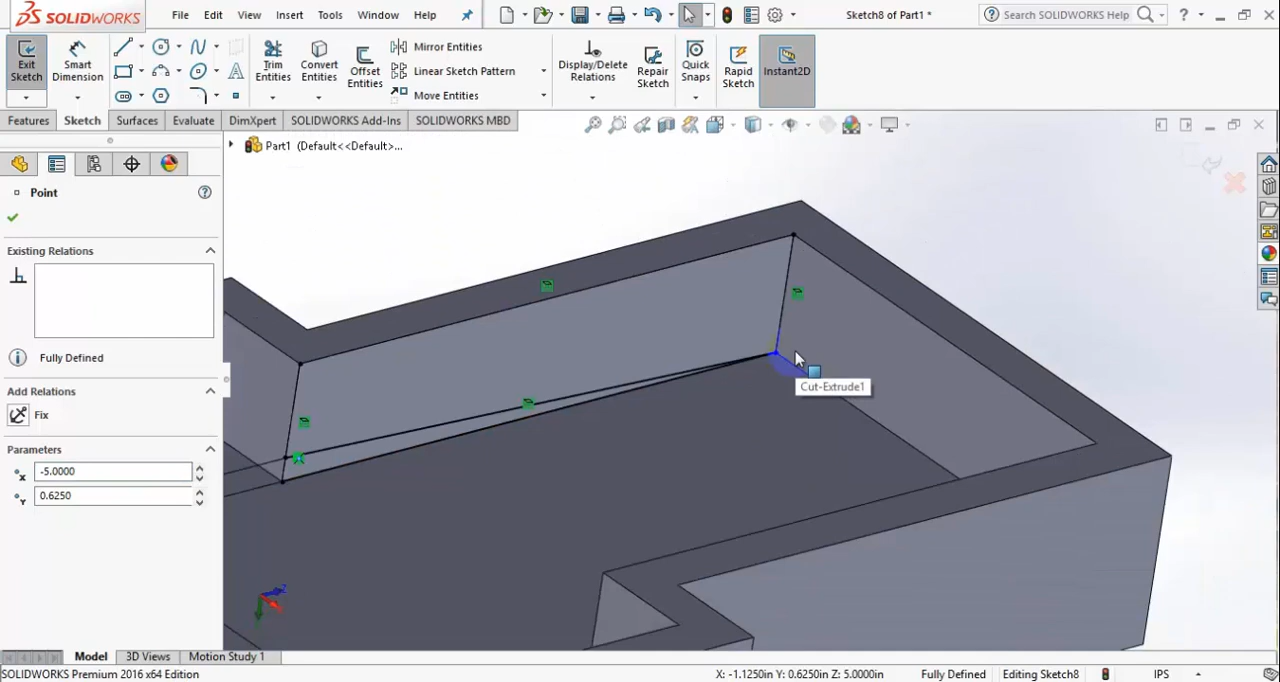 SOLIDWORKS File Edit View Insert Tools Window Help Sketch8 of Part1 * Search SOLIDWORKS Help ?
Exit Sketch Smart Dimension Trim Entities Convert Entities Offset Entities Mirror Entities Linear Sketch Pattern Move Entities Display/Delete Relations Repair Sketch Quick Snaps Rapid Sketch Instant2D
Features Sketch Surfaces Evaluate DimXpert SOLIDWORKS Add-Ins SOLIDWORKS MBD
Part1 (Default<<Default>...
Point
Existing Relations
Fully Defined
Add Relations
Fix
Parameters
-5.0000
0.6250
Cut-Extrude1
Model 3D Views Motion Study 1
SOLIDWORKS Premium 2016 x64 Edition X: -1.1250in Y: 0.6250in Z: 5.0000in Fully Defined Editing Sketch8 IPS